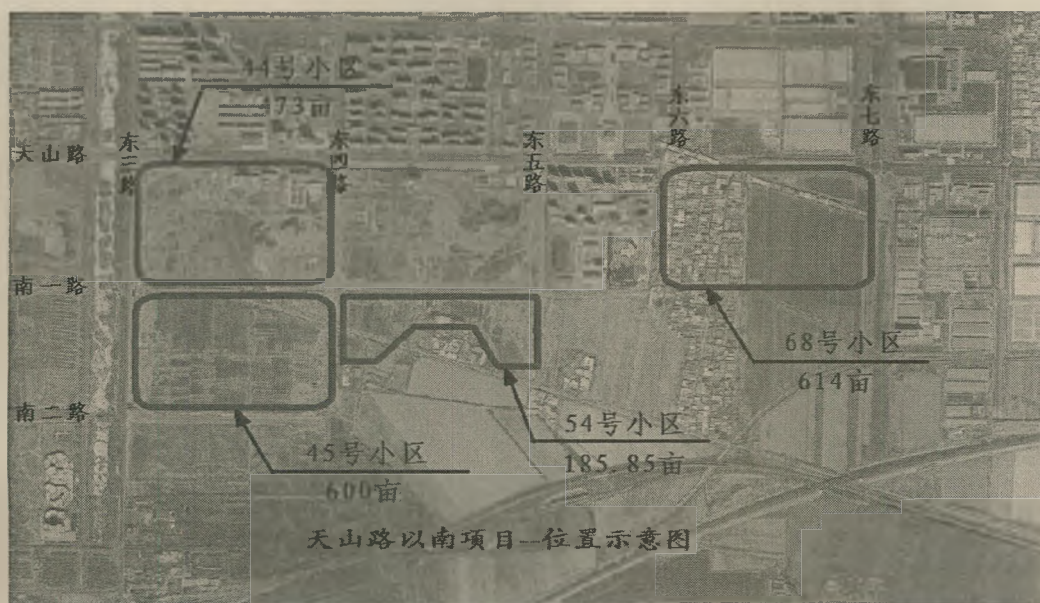 44号小区
473亩
天山路
东三路
东四路
东五路
东六路
东七路
南一路
68号小区
614亩
南二路
54号小区
185.85亩
45号小区
600亩
天山路以南项目—位置示意图